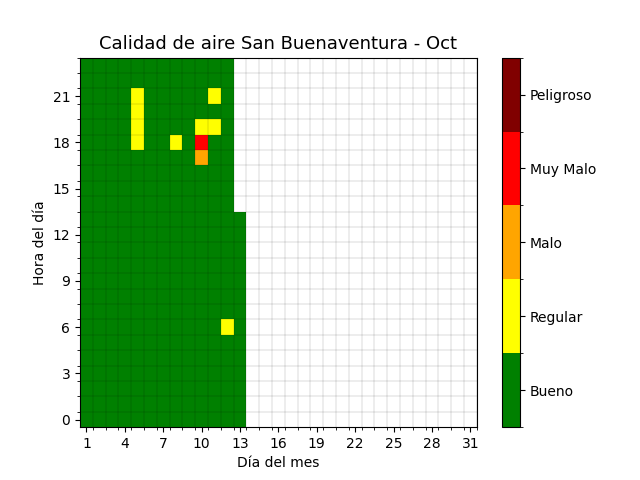 Calidad de aire San Buenaventura - Oct
Hora del día
21
18
15
12
9
6
3
0
1 4 7 10 13 16 19 22 25 28 31
Día del mes
Peligroso
Muy Malo
Malo
Regular
Bueno